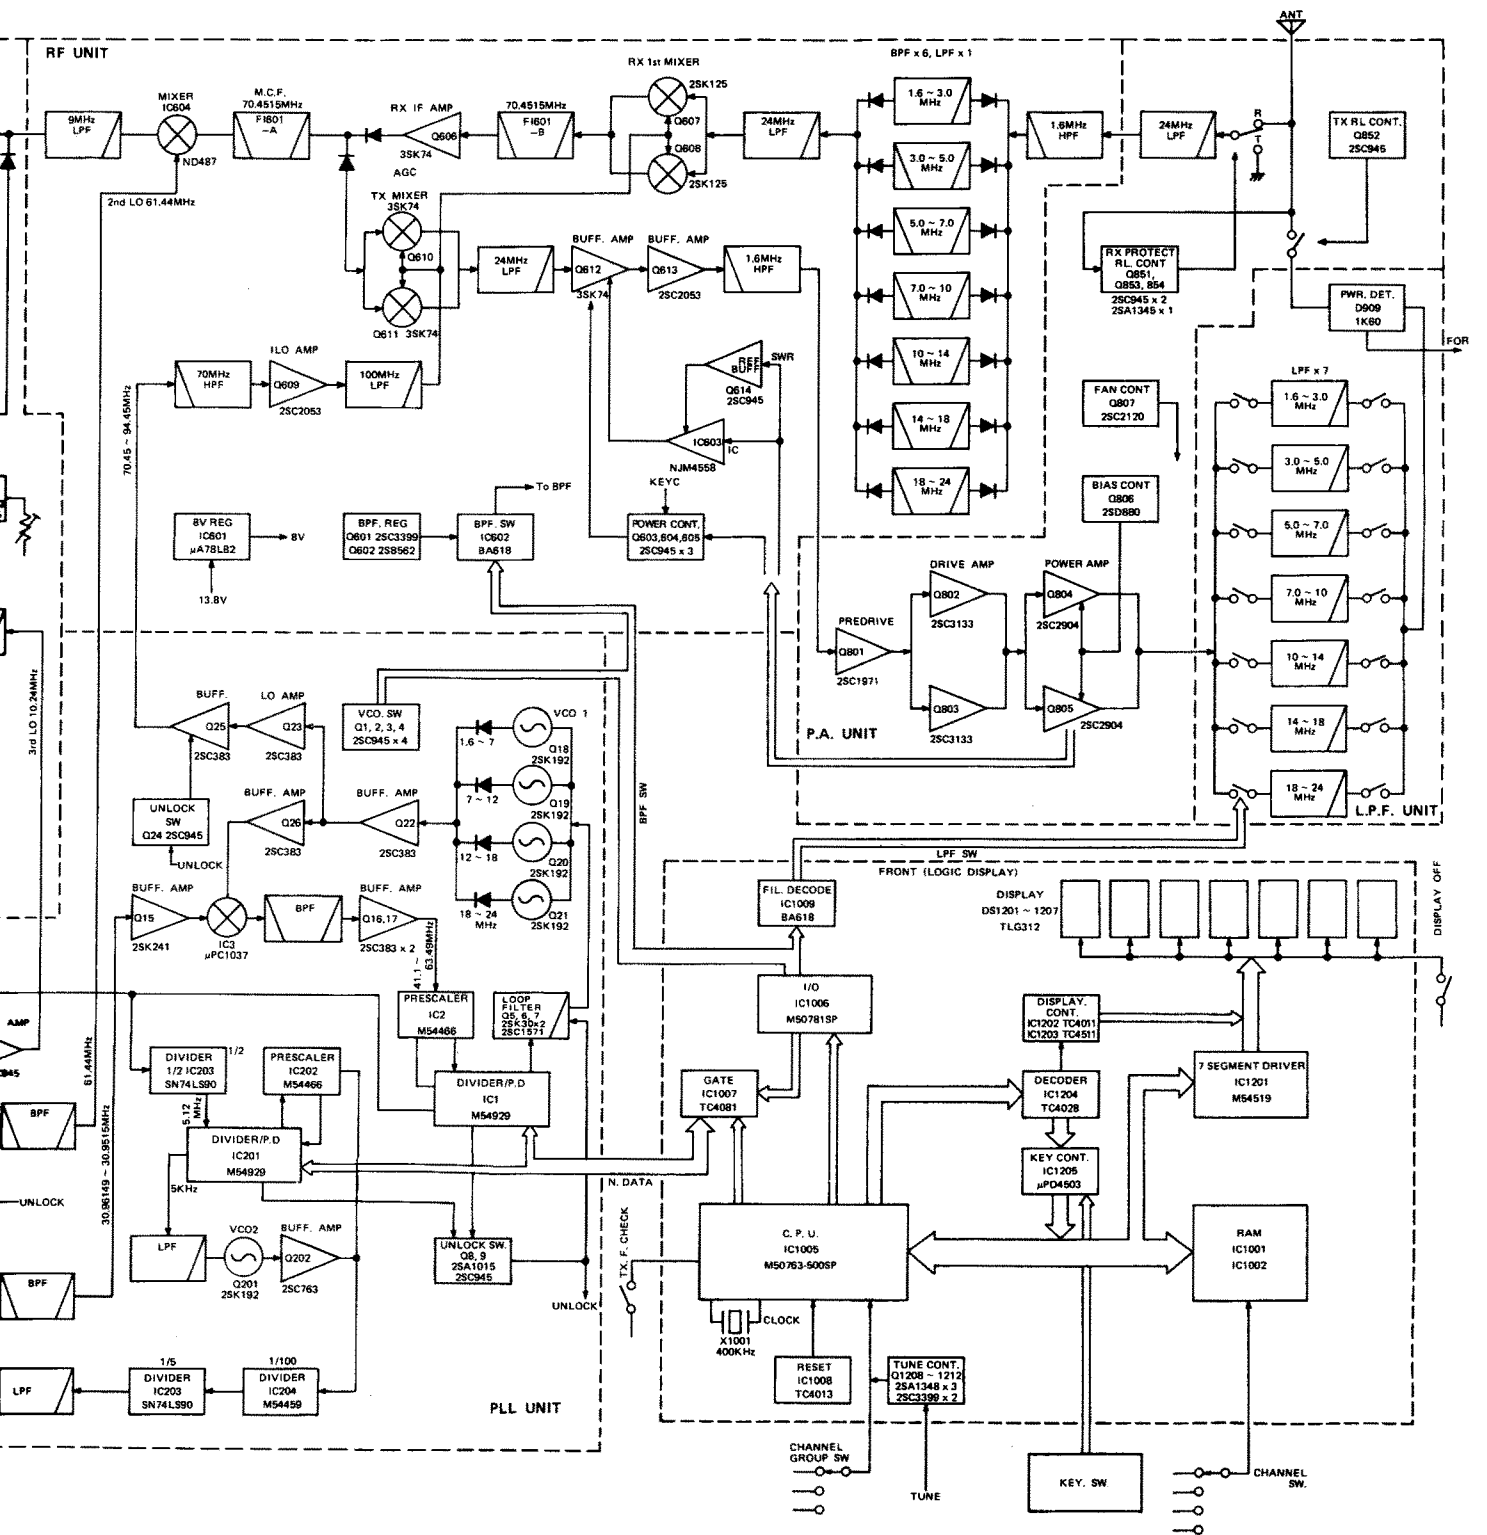 ANT
RF UNIT
BPF x 6, LPF x 1
RX 1st MIXER
2SK125
Q607
Q608
2SK125
9MHz
LPF
MIXER
IC604
ND487
M.C.F.
70.4515MHz
FI601
-A
RX IF AMP
Q606
3SK74
AGC
70.4515MHz
FI601
-B
24MHz
LPF
1.6 ~ 3.0
MHz
3.0 ~ 5.0
MHz
5.0 ~ 7.0
MHz
7.0 ~ 10
MHz
10 ~ 14
MHz
14 ~ 18
MHz
18 ~ 24
MHz
1.6MHz
HPF
24MHz
LPF
R
T
TX RL CONT.
Q852
2SC945
2nd LO 61.44MHz
TX MIXER
3SK74
Q610
Q611 3SK74
24MHz
LPF
BUFF. AMP
Q612
3SK74
BUFF. AMP
Q613
2SC2053
1.6MHz
HPF
RX PROTECT
RL. CONT
Q851,
Q853, 854
2SC945 x 2
2SA1345 x 1
PWR. DET.
D909
1K60
FOR
70MHz
HPF
ILO AMP
Q609
2SC2053
100MHz
LPF
REF
BUFF
SWR
Q614
2SC945
IC603
IC
NJM4558
70.45 ~ 94.45MHz
FAN CONT
Q807
2SC2120
BIAS CONT
Q806
2SD880
LPF x 7
1.6 ~ 3.0
MHz
3.0 ~ 5.0
MHz
5.0 ~ 7.0
MHz
7.0 ~ 10
MHz
10 ~ 14
MHz
14 ~ 18
MHz
18 ~ 24
MHz
L.P.F. UNIT
8V REG
IC601
µA78L82
8V
13.8V
BPF. REG
Q601 2SC3399
Q602 2SB562
BPF. SW
IC602
BA618
To BPF
KEYC
POWER CONT.
Q603,604,605
2SC945 x 3
PREDRIVE
Q801
2SC1971
DRIVE AMP
Q802
2SC3133
Q803
2SC3133
POWER AMP
Q804
2SC2904
Q805
2SC2904
P.A. UNIT
3rd LO 10.24MHz
BUFF.
Q25
2SC383
LO AMP
Q23
2SC383
VCO. SW
Q1, 2, 3, 4
2SC945 x 4
VCO 1
1.6 ~ 7
Q18
2SK192
7 ~ 12
Q19
2SK192
12 ~ 18
Q20
2SK192
18 ~ 24
MHz
Q21
2SK192
UNLOCK
SW
Q24 2SC945
UNLOCK
BUFF. AMP
Q26
2SC383
BUFF. AMP
Q22
2SC383
BPF SW
LPF SW
BUFF. AMP
Q15
2SK241
IC3
µPC1037
BPF
BUFF. AMP
Q16,17
2SC383 x 2
41.1 ~
63.49MHz
PRESCALER
IC2
M54466
LOOP
FILTER
Q5, 6, 7
2SK30x2
2SC1571
AMP
61.44MHz
BPF
30.96149 ~ 30.9515MHz
DIVIDER
1/2 IC203
SN74LS90
1/2
PRESCALER
IC202
M54466
5.12
MHz
DIVIDER/P.D
IC201
M54929
DIVIDER/P.D
IC1
M54929
5KHz
UNLOCK
LPF
VCO2
Q201
2SK192
BUFF. AMP
Q202
2SC763
UNLOCK SW.
Q8, 9
2SA1015
2SC945
UNLOCK
BPF
LPF
1/5
DIVIDER
IC203
SN74LS90
1/100
DIVIDER
IC204
M54459
PLL UNIT
FRONT (LOGIC DISPLAY)
FIL. DECODE
IC1009
BA618
DISPLAY
DS1201 ~ 1207
TLG312
DISPLAY OFF
I/O
IC1006
M50781SP
DISPLAY.
CONT.
IC1202 TC4011
IC1203 TC4511
GATE
IC1007
TC4081
DECODER
IC1204
TC4028
7 SEGMENT DRIVER
IC1201
M54519
KEY CONT.
IC1205
µPD4503
N. DATA
TX. F. CHECK
C. P. U.
IC1005
M50763-500SP
RAM
IC1001
IC1002
CLOCK
X1001
400KHz
RESET
IC1008
TC4013
TUNE CONT.
Q1208 ~ 1212
2SA1348 x 3
2SC3399 x 2
CHANNEL
GROUP SW
TUNE
KEY. SW
CHANNEL
SW.